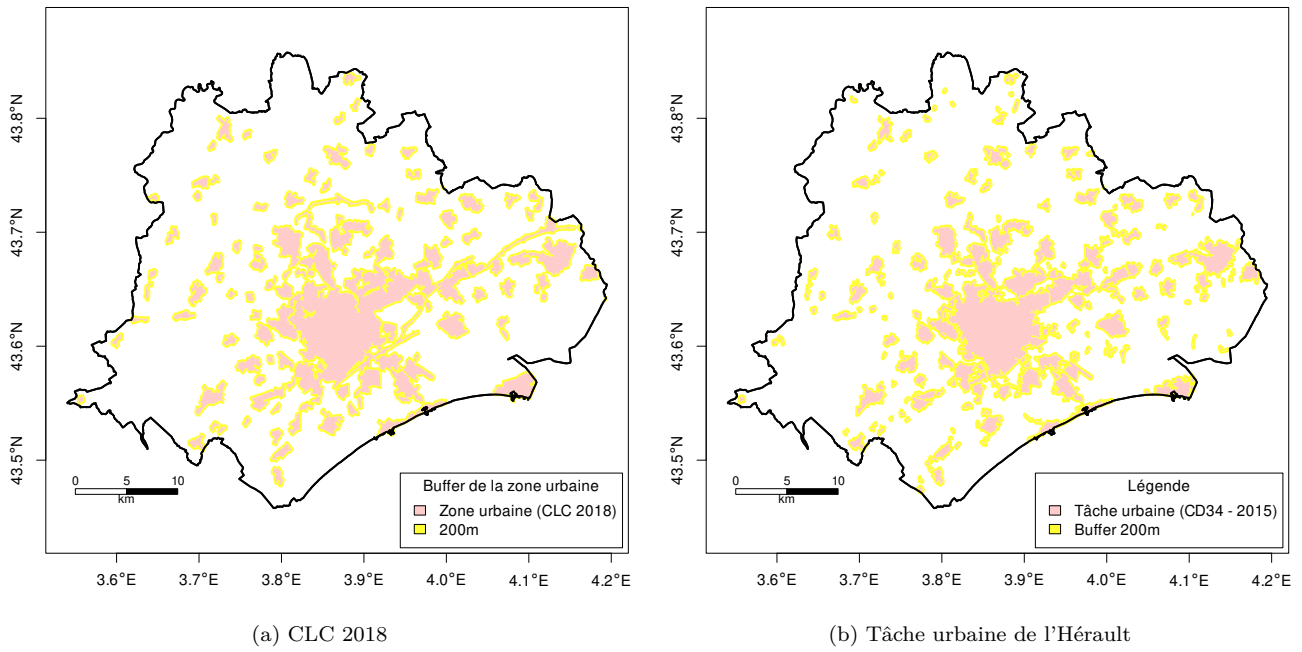 43.8°N
43.7°N
43.6°N
43.5°N
0 5 10
km
Buffer de la zone urbaine
Zone urbaine (CLC 2018)
200m
3.6°E 3.7°E 3.8°E 3.9°E 4.0°E 4.1°E 4.2°E
(a) CLC 2018
43.8°N
43.7°N
43.6°N
43.5°N
0 5 10
km
Légende
Tâche urbaine (CD34 - 2015)
Buffer 200m
3.6°E 3.7°E 3.8°E 3.9°E 4.0°E 4.1°E 4.2°E
(b) Tâche urbaine de l'Hérault